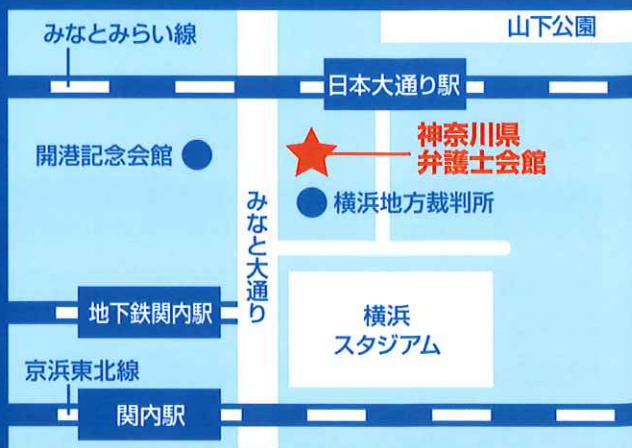 山下公園
みなとみらい線
日本大通り駅
神奈川県
弁護士会館
開港記念会館
横浜地方裁判所
みなと大通り
地下鉄関内駅
横浜
スタジアム
京浜東北線
関内駅